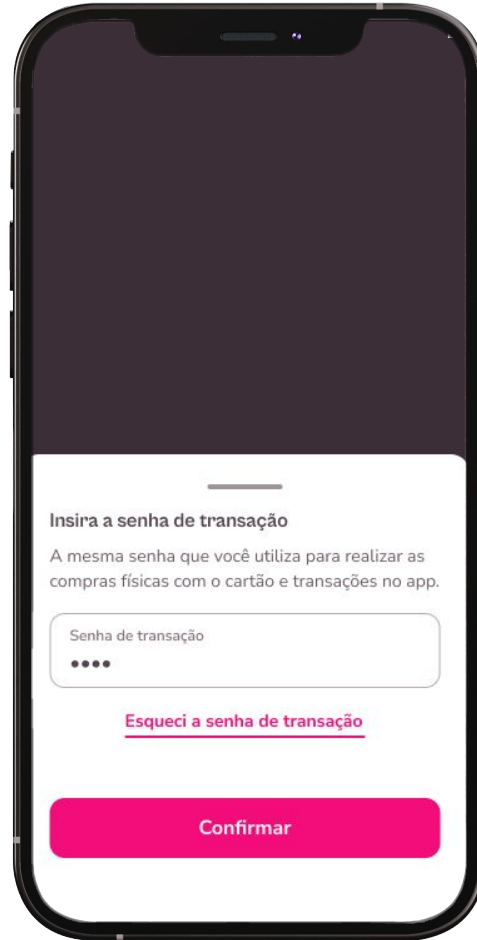 Insira a senha de transação
A mesma senha que você utiliza para realizar as
compras físicas com o cartão e transações no app.
Senha de transação
••••
Esqueci a senha de transação
Confirmar